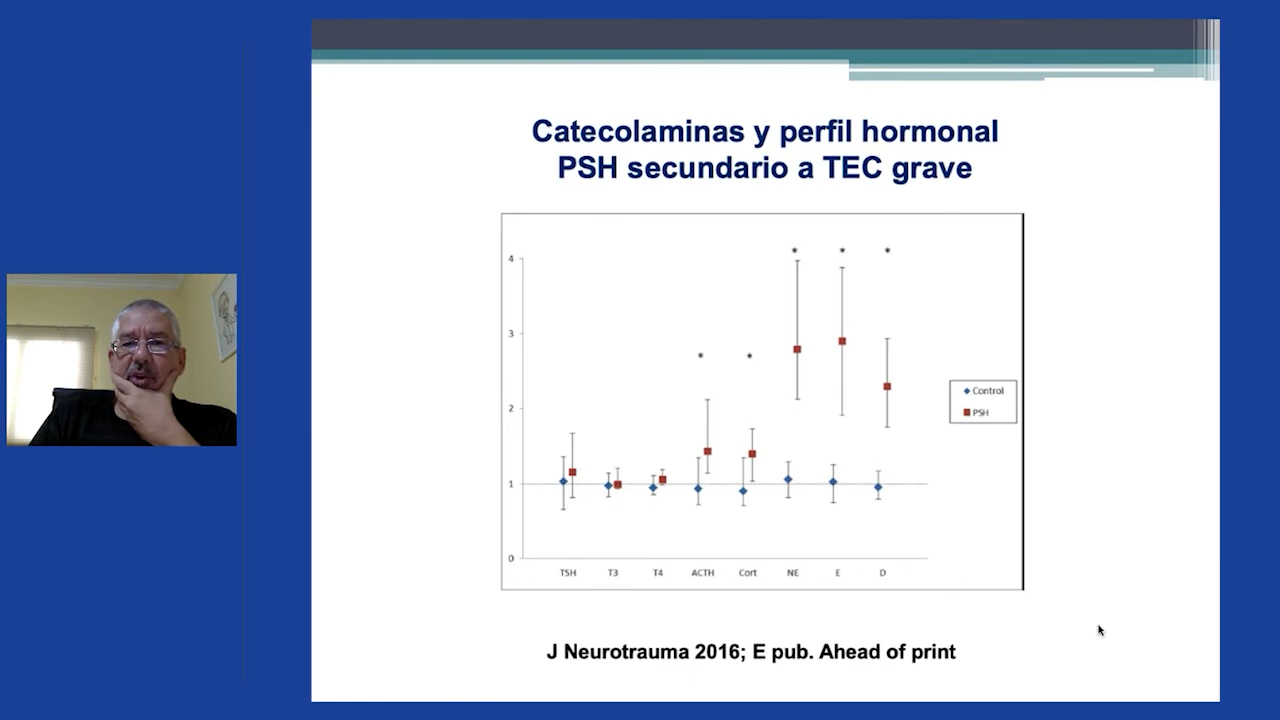 Catecolaminas y perfil hormonal
PSH secundario a TEC grave
* * *
4
3
* *
2
1
0
Control
PSH
TSH T3 T4 ACTH Cort NE E D
J Neurotrauma 2016; E pub. Ahead of print